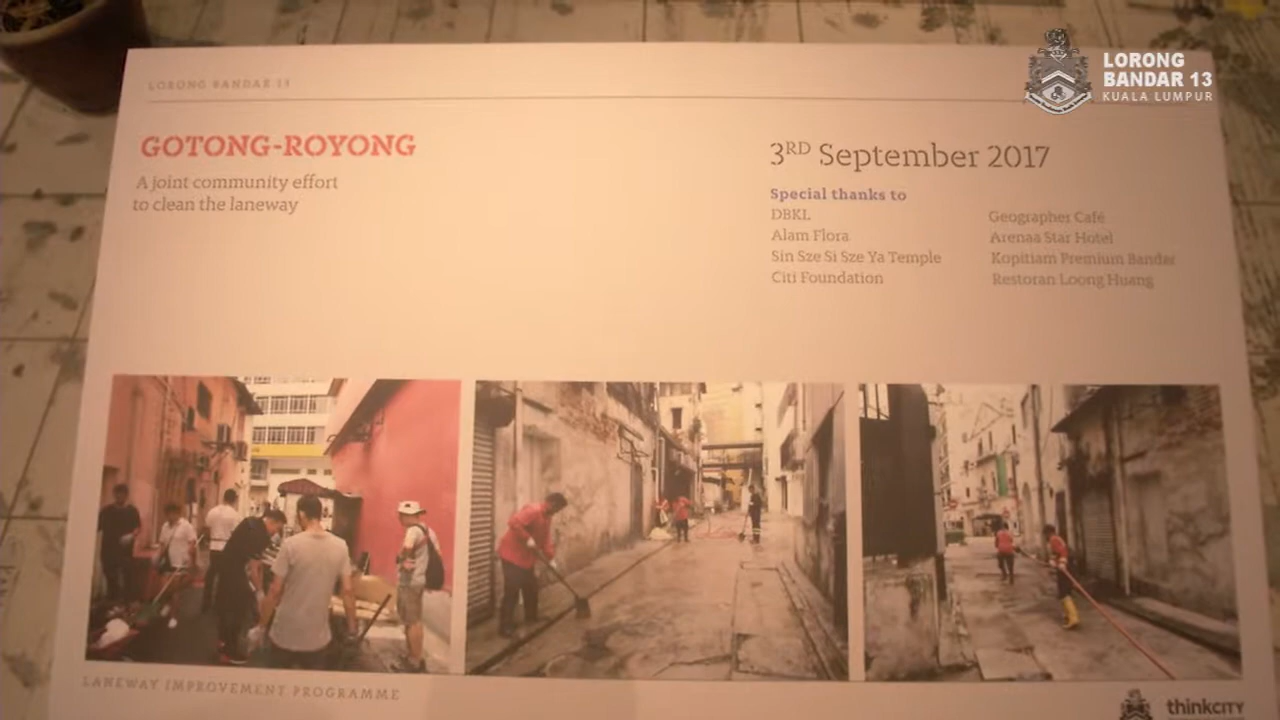 LORONG BANDAR 13
LORONG
BANDAR 13
KUALA LUMPUR
GOTONG-ROYONG
A joint community effort
to clean the laneway
3RD September 2017
Special thanks to
DBKL
Alam Flora
Sin Sze Si Sze Ya Temple
Citi Foundation
Geographer Café
Arenaa Star Hotel
Kopitiam Premium Bandar
Restoran Loong Huang
LANEWAY IMPROVEMENT PROGRAMME
thinkCITY